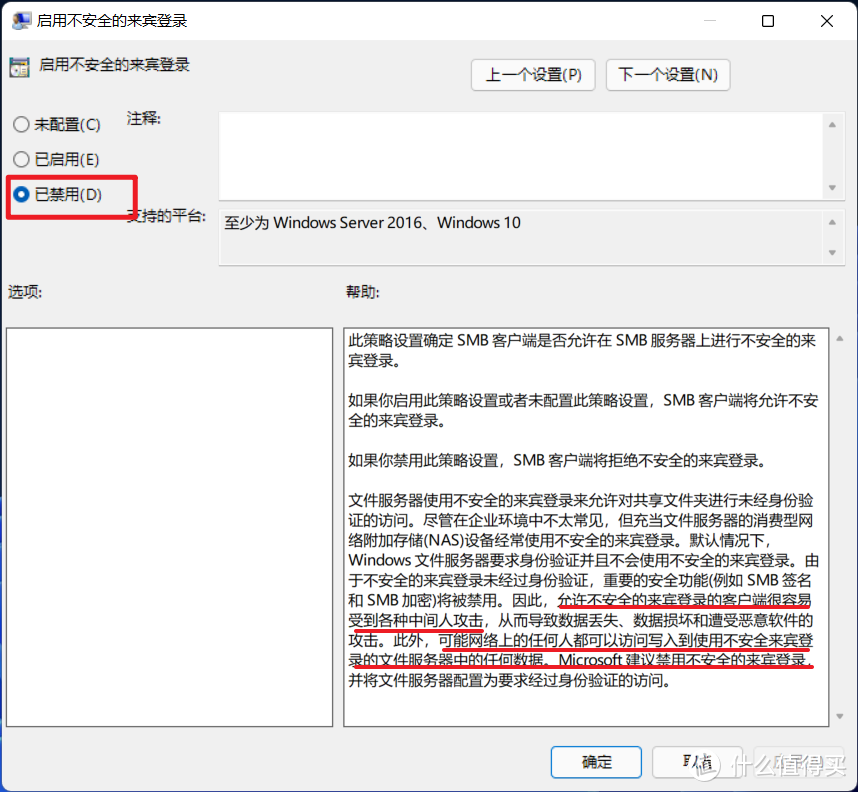 启用不安全的来宾登录
启用不安全的来宾登录
上一个设置(P)
下一个设置(N)
未配置(C)
注释:
已启用(E)
已禁用(D)
支持的平台:
至少为 Windows Server 2016、Windows 10
选项:
帮助:
此策略设置确定 SMB 客户端是否允许在 SMB 服务器上进行不安全的来
宾登录。
如果你启用此策略设置或者未配置此策略设置，SMB 客户端将允许不安
全的来宾登录。
如果你禁用此策略设置，SMB 客户端将拒绝不安全的来宾登录。
文件服务器使用不安全的来宾登录来允许对共享文件夹进行未经身份验
证的访问。尽管在企业环境中不太常见，但充当文件服务器的消费型网
络附加存储(NAS)设备经常使用不安全的来宾登录。默认情况下，
Windows 文件服务器要求身份验证并且不会使用不安全的来宾登录。由
于不安全的来宾登录未经过身份验证，重要的安全功能(例如 SMB 签名
和 SMB 加密)将被禁用。因此，允许不安全的来宾登录的客户端很容易
受到各种中间人攻击，从而导致数据丢失、数据损坏和遭受恶意软件的
攻击。此外，可能网络上的任何人都可以访问写入到使用不安全来宾登
录的文件服务器中的任何数据。Microsoft 建议禁用不安全的来宾登录，
并将文件服务器配置为要求经过身份验证的访问。
确定
取消
什么值得买